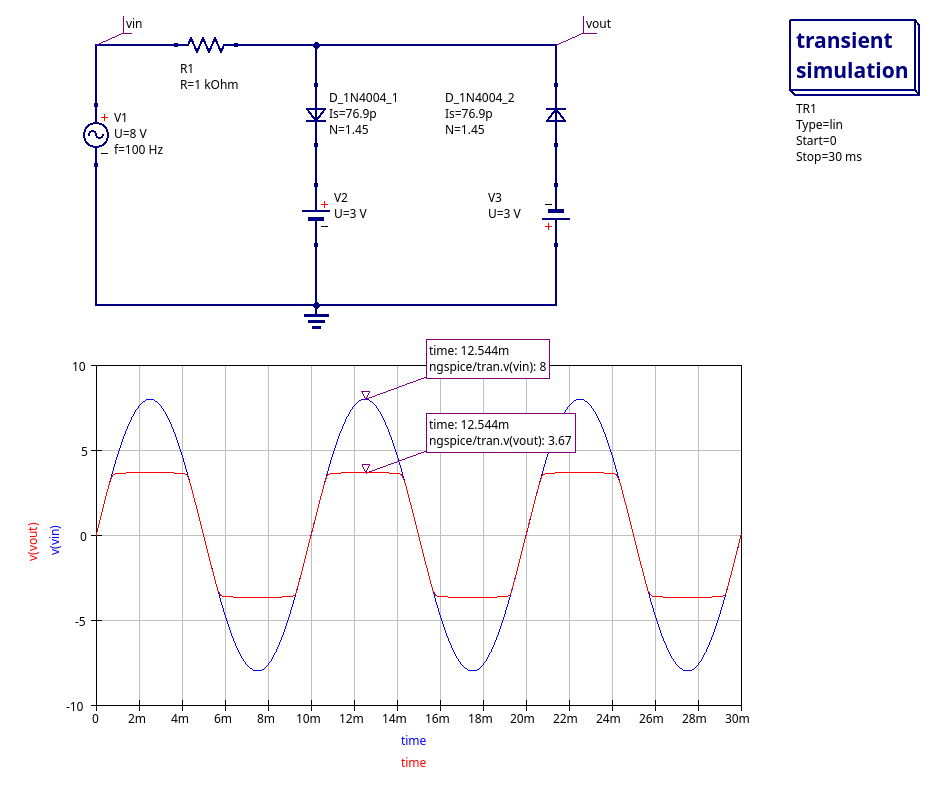 vin
vout
transient
simulation
R1
R=1 kOhm
D_1N4004_1
Is=76.9p
N=1.45
D_1N4004_2
Is=76.9p
N=1.45
TR1
Type=lin
Start=0
Stop=30 ms
+
V1
U=8 V
f=100 Hz
−
+
V2
U=3 V
−
V3
U=3 V
−
+
time: 12.544m
ngspice/tran.v(vin): 8
time: 12.544m
ngspice/tran.v(vout): 3.67
10
5
0
-5
-10
v(vout)
v(vin)
0 2m 4m 6m 8m 10m 12m 14m 16m 18m 20m 22m 24m 26m 28m 30m
time
time